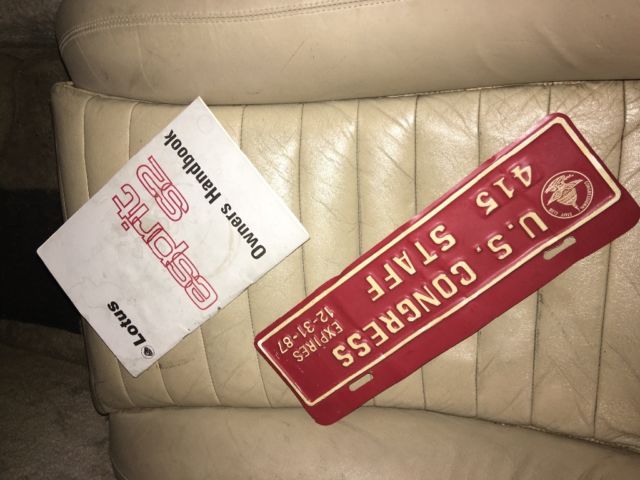 Owners Handbook
esprit
S2
Lotus
415
U.S. CONGRESS
STAFF
EXPIRES
12-31-87